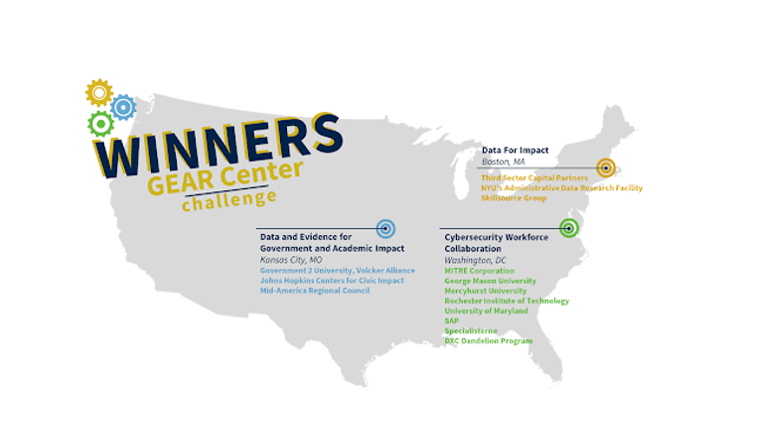 WINNERS
GEAR Center
challenge
Data For Impact
Boston, MA
Third Sector Capital Partners
NYU's Administrative Data Research Facility
Skillsource Group
Data and Evidence for
Government and Academic Impact
Kansas City, MO
Government 2 University, Volcker Alliance
Johns Hopkins Centers for Civic Impact
Mid-America Regional Council
Cybersecurity Workforce
Collaboration
Washington, DC
MITRE Corporation
George Mason University
Mercyhurst University
Rochester Institute of Technology
University of Maryland
SAP
Specialisterne
DXC Dandelion Program